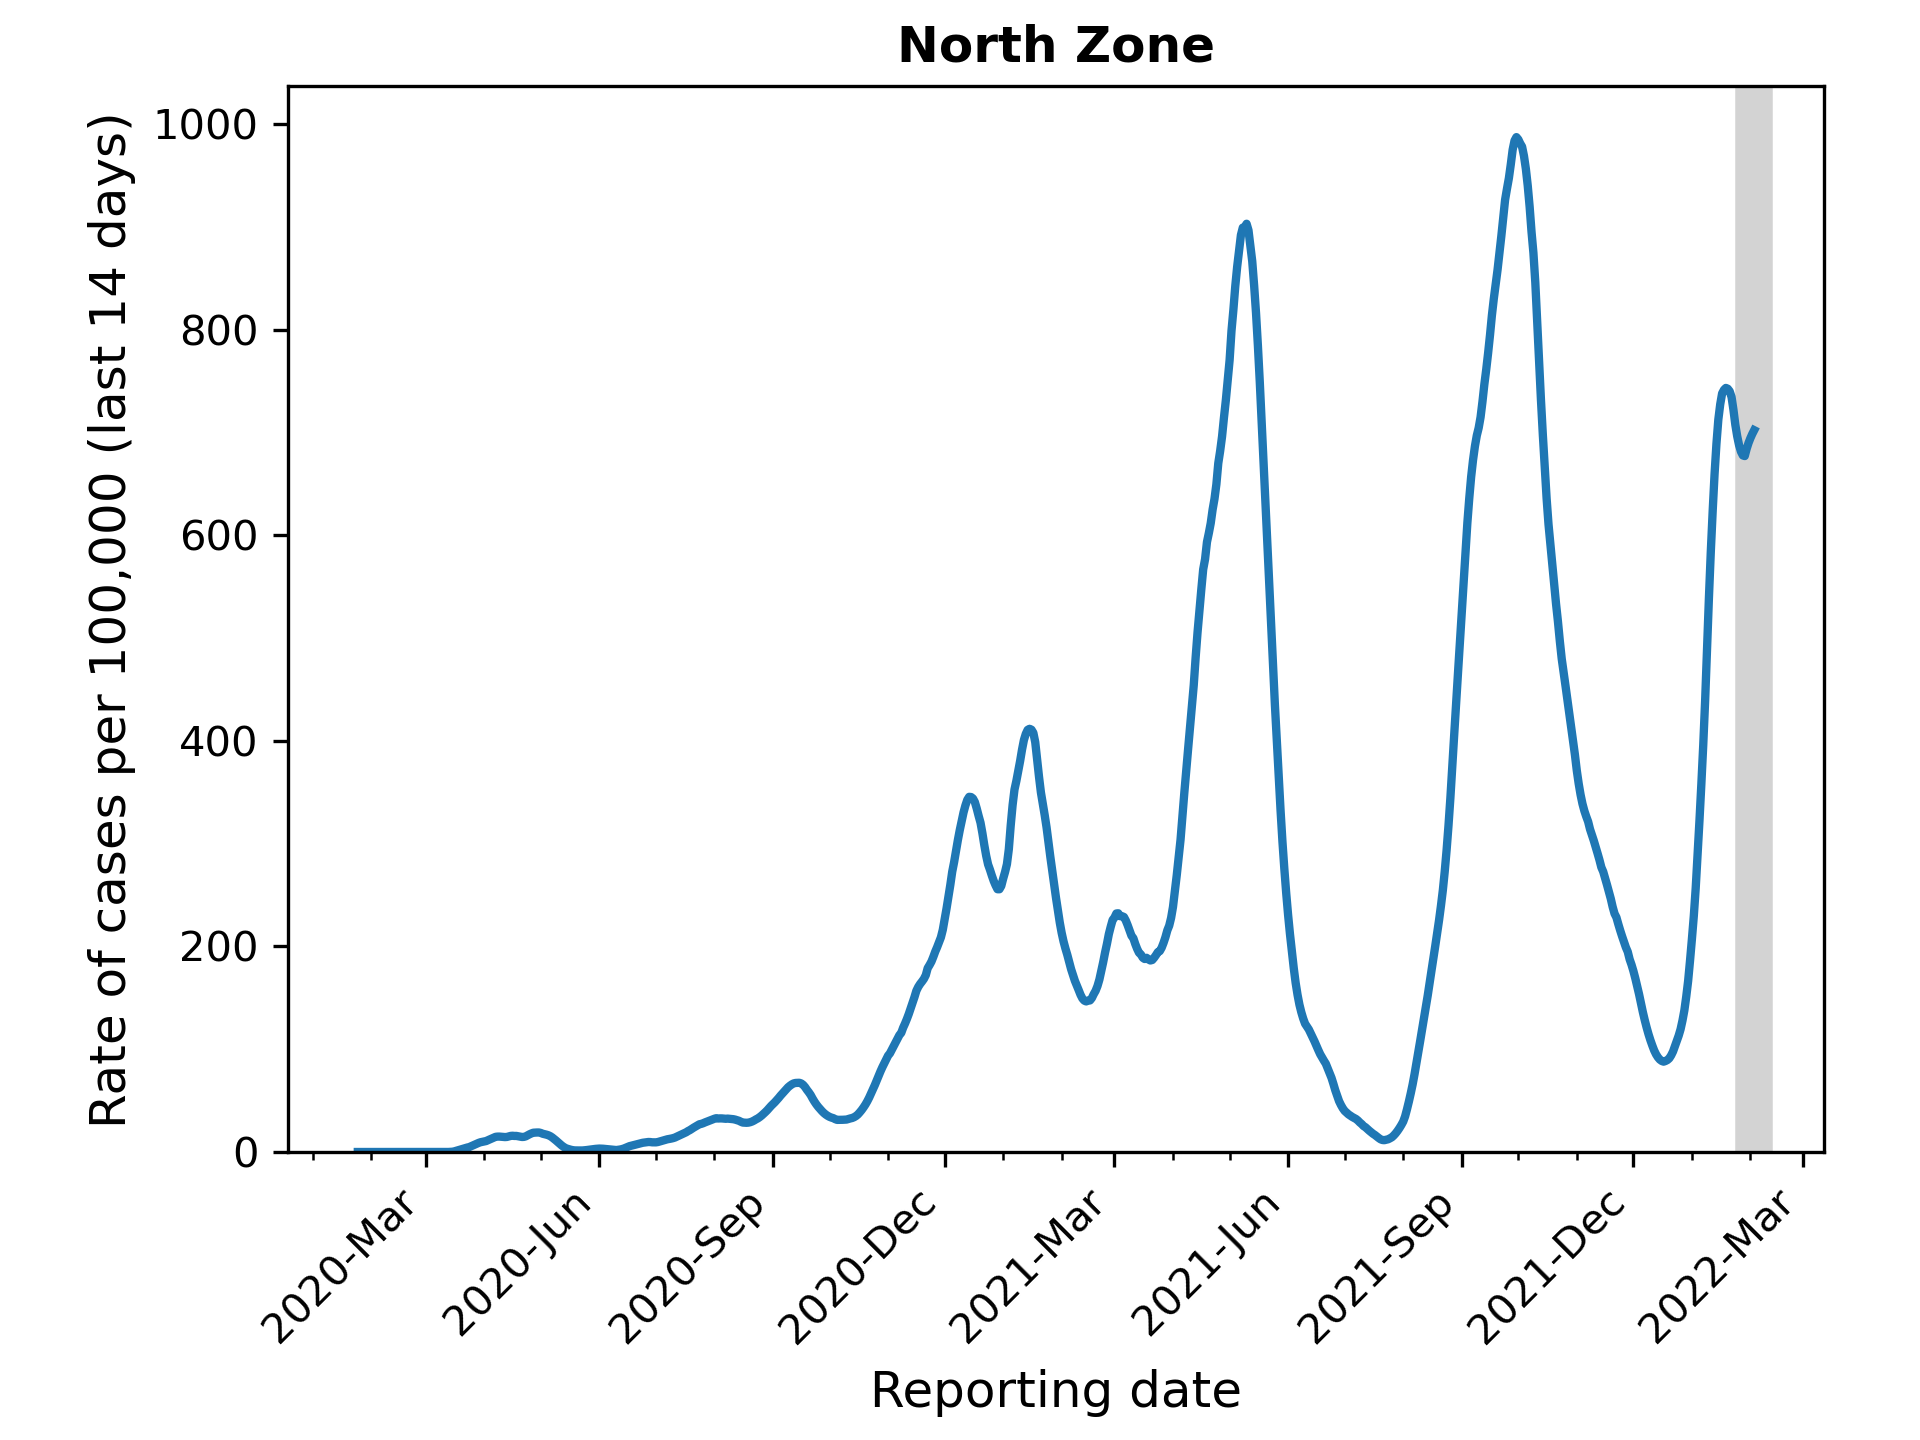 North Zone
Rate of cases per 100,000 (last 14 days)
1000
800
600
400
200
0
2020-Mar
2020-Jun
2020-Sep
2020-Dec
2021-Mar
2021-Jun
2021-Sep
2021-Dec
2022-Mar
Reporting date